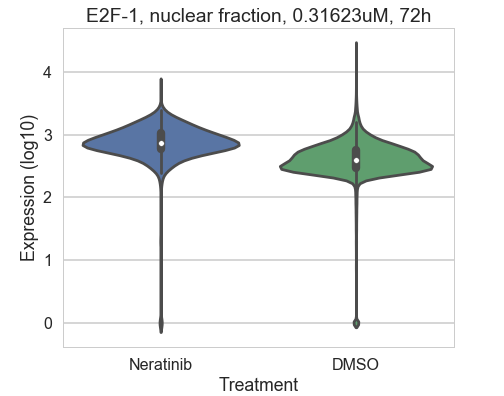 E2F-1, nuclear fraction, 0.31623uM, 72h
Expression (log10)
4
3
2
1
0
Neratinib DMSO
Treatment